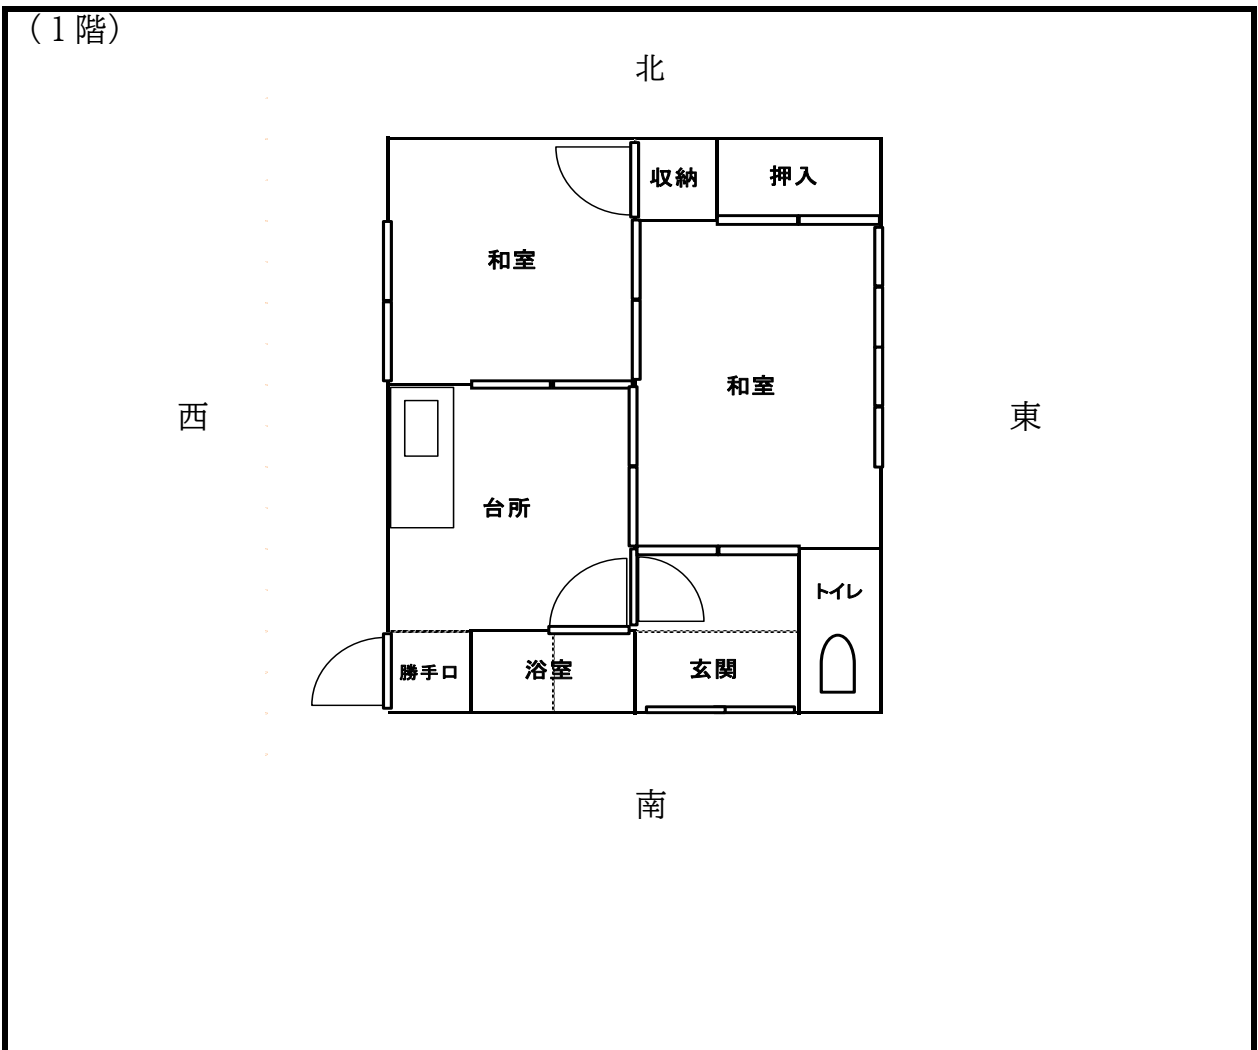 （１階）
北
収納
押入
和室
和室
西
東
台所
トイレ
勝手口
浴室
玄関
南